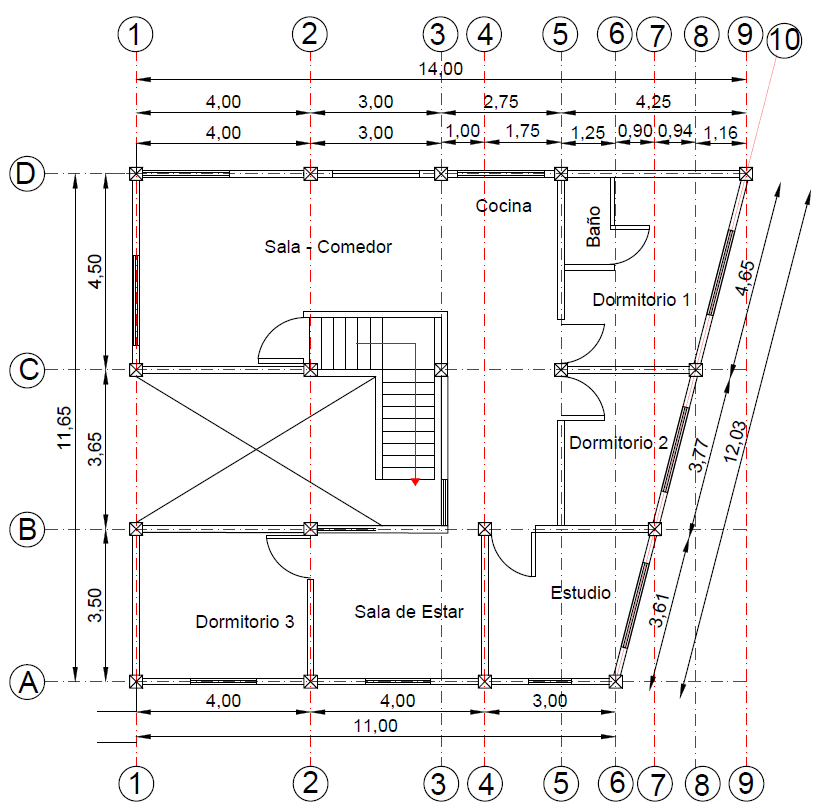 1 2 3 4 5 6 7 8 9 10
14,00
4,00 3,00 2,75 4,25
4,00 3,00 1,00 1,75 1,25 0,90 0,94 1,16
D
Cocina
Baño
Sala - Comedor
4,50
4,65
Dormitorio 1
C
11,65
3,65
Dormitorio 2
3,77
12,03
B
3,50
Estudio
3,61
Sala de Estar
Dormitorio 3
A
4,00 4,00 3,00
11,00
1 2 3 4 5 6 7 8 9